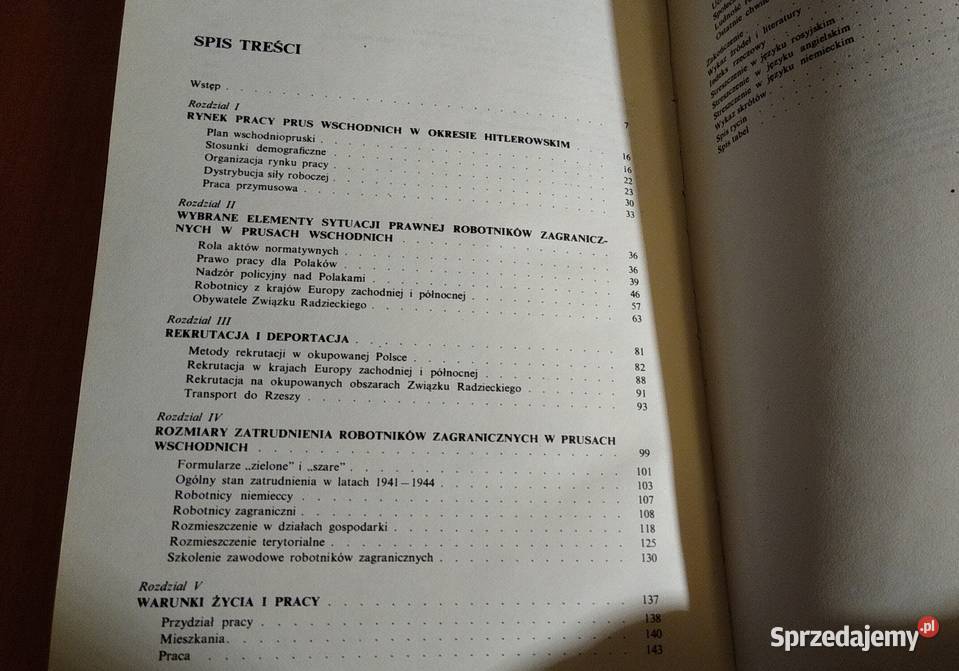 SPIS TREŚCI
Wstęp . . . 7
Rozdział I
RYNEK PRACY PRUS WSCHODNICH W OKRESIE HITLEROWSKIM . . . 16
Plan wschodniopruski . . . 16
Stosunki demograficzne . . . 22
Organizacja rynku pracy . . . 23
Dystrybucja siły roboczej . . . 30
Praca przymusowa . . . 33
Rozdział II
WYBRANE ELEMENTY SYTUACJI PRAWNEJ ROBOTNIKÓW ZAGRANICZ-
NYCH W PRUSACH WSCHODNICH . . . 36
Rola aktów normatywnych . . . 36
Prawo pracy dla Polaków . . . 39
Nadzór policyjny nad Polakami . . . 46
Robotnicy z krajów Europy zachodniej i północnej . . . 57
Obywatele Związku Radzieckiego . . . 63
Rozdział III
REKRUTACJA I DEPORTACJA . . . 81
Metody rekrutacji w okupowanej Polsce . . . 82
Rekrutacja w krajach Europy zachodniej i północnej . . . 88
Rekrutacja na okupowanych obszarach Związku Radzieckiego . . . 91
Transport do Rzeszy . . . 93
Rozdział IV
ROZMIARY ZATRUDNIENIA ROBOTNIKÓW ZAGRANICZNYCH W PRUSACH
WSCHODNICH . . . 99
Formularze „zielone” i „szare” . . . 101
Ogólny stan zatrudnienia w latach 1941—1944 . . . 103
Robotnicy niemieccy . . . 107
Robotnicy zagraniczni . . . 108
Rozmieszczenie w działach gospodarki . . . 118
Rozmieszczenie terytorialne . . . 125
Szkolenie zawodowe robotników zagranicznych . . . 130
Rozdział V
WARUNKI ŻYCIA I PRACY . . . 137
Przydział pracy . . . 138
Mieszkania . . . 140
Praca . . . 143
Ludność
Ostatnie
Zakończenie
Wykaz źródeł i literatury
Indeks rzeczowy
Streszczenie w języku rosyjskim
Streszczenie w języku angielskim
Streszczenie w języku niemieckim
Wykaz skrótów
Spis rycin
Spis tabel
Sprzedajemy.pl